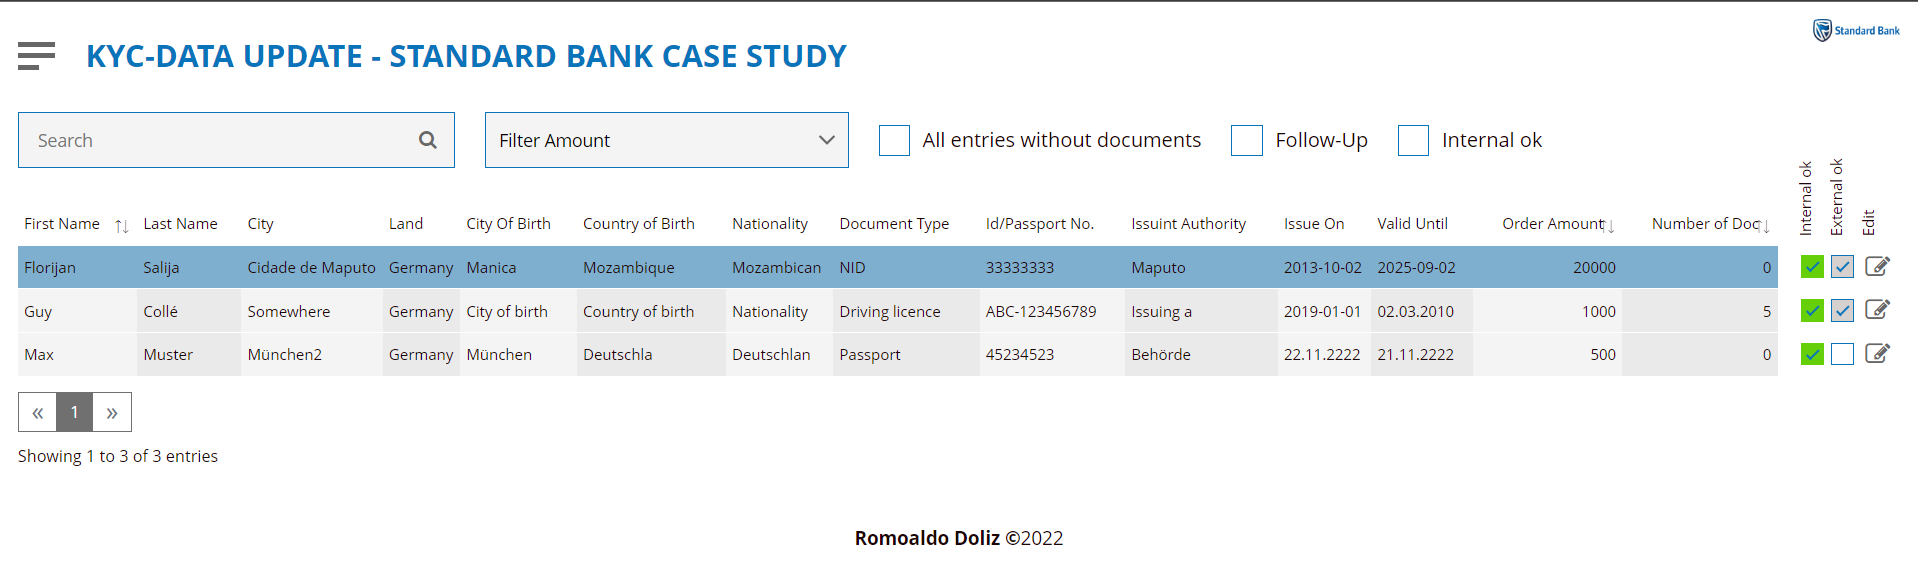 Standard Bank
KYC-DATA UPDATE - STANDARD BANK CASE STUDY
Search
Filter Amount
All entries without documents
Follow-Up
Internal ok
First Name Last Name City Land City Of Birth Country of Birth Nationality Document Type Id/Passport No. Issuint Authority Issue On Valid Until Order Amount Number of Doc Internal ok External ok Edit
Florijan Salija Cidade de Maputo Germany Manica Mozambique Mozambican NID 33333333 Maputo 2013-10-02 2025-09-02 20000 0
Guy Collé Somewhere Germany City of birth Country of birth Nationality Driving licence ABC-123456789 Issuing a 2019-01-01 02.03.2010 1000 5
Max Muster München2 Germany München Deutschla Deutschlan Passport 45234523 Behörde 22.11.2222 21.11.2222 500 0
« 1 »
Showing 1 to 3 of 3 entries
Romoaldo Doliz ©2022